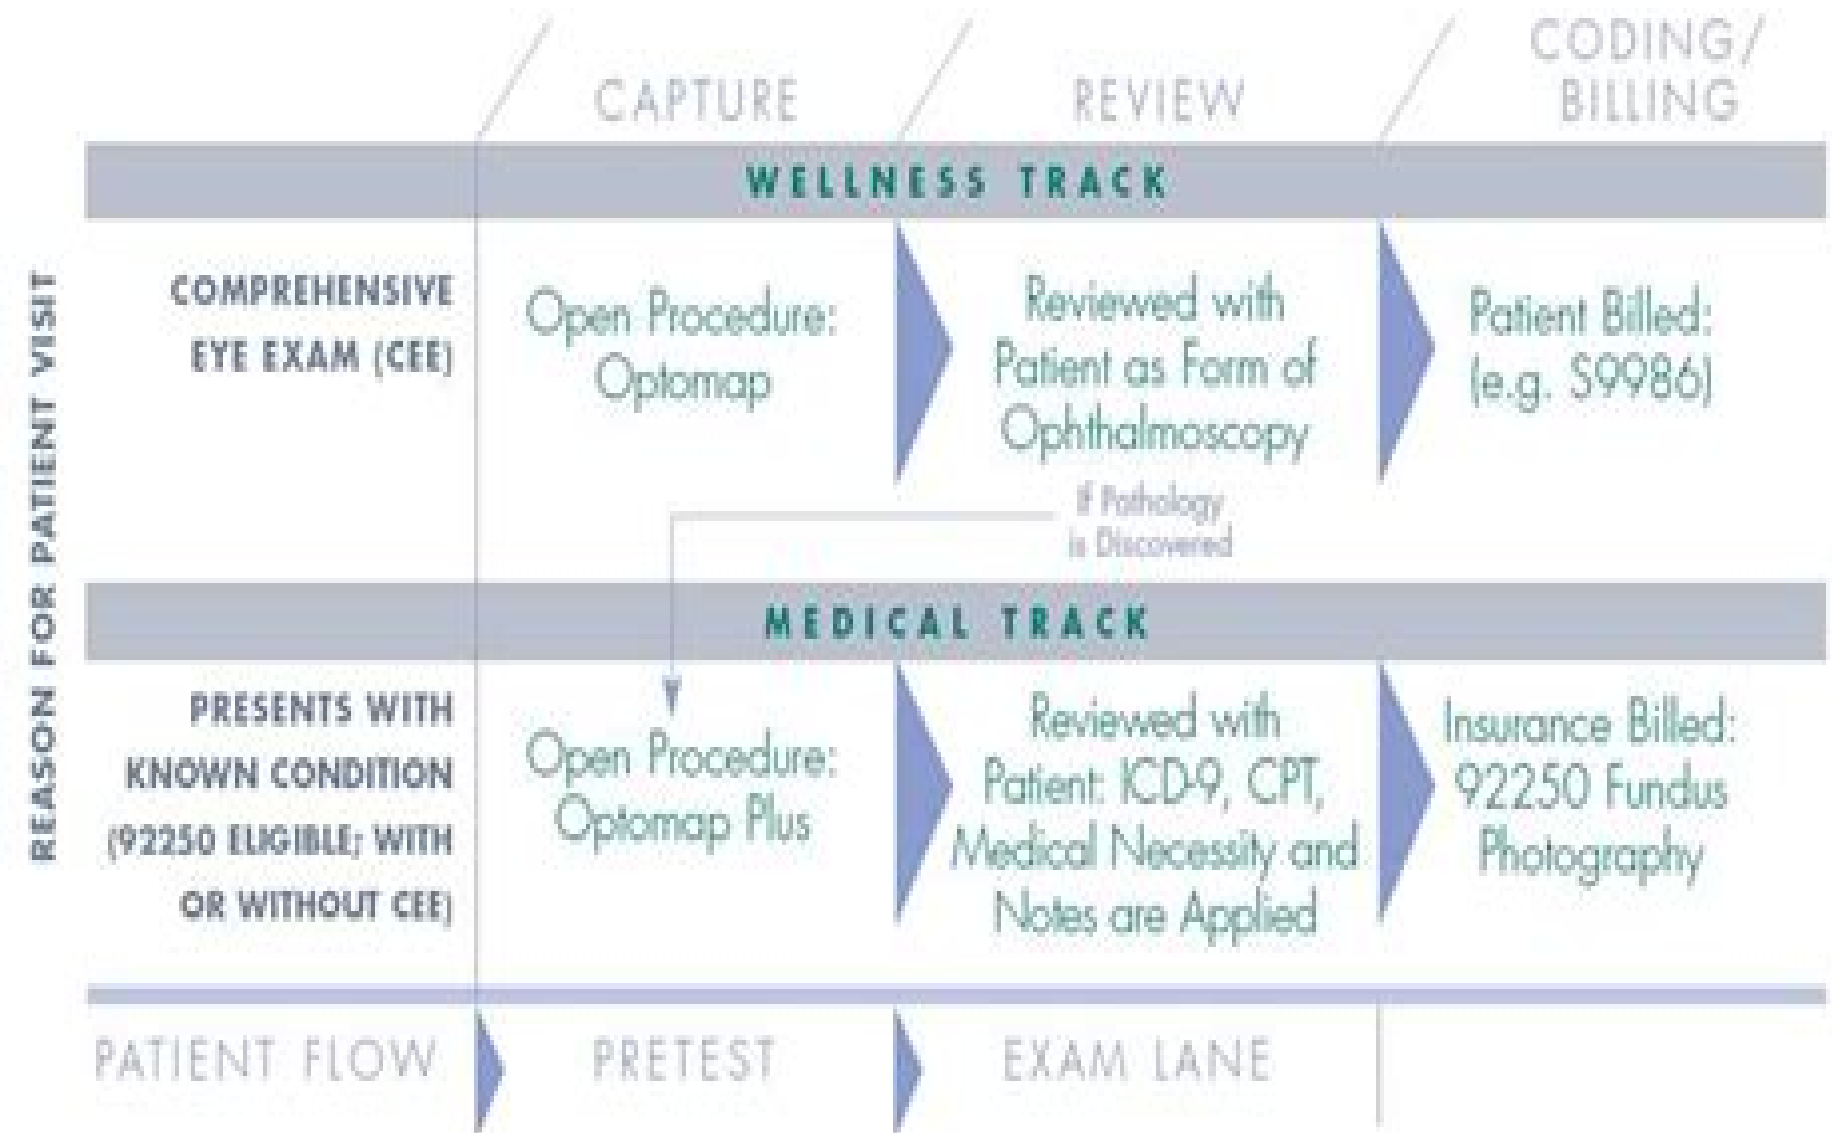 CAPTURE
REVIEW
CODING/
BILLING
WELLNESS TRACK
REASON FOR PATIENT VISIT
COMPREHENSIVE
EYE EXAM (CEE)
Open Procedure:
Optomap
Reviewed with
Patient as Form of
Ophthalmoscopy
Patient Billed:
(e.g. S9986)
If Pathology
is Discovered
MEDICAL TRACK
PRESENTS WITH
KNOWN CONDITION
(92250 ELIGIBLE; WITH
OR WITHOUT CEE)
Open Procedure:
Optomap Plus
Reviewed with
Patient: ICD-9, CPT,
Medical Necessity and
Notes are Applied
Insurance Billed:
92250 Fundus
Photography
PATIENT FLOW
PRETEST
EXAM LANE